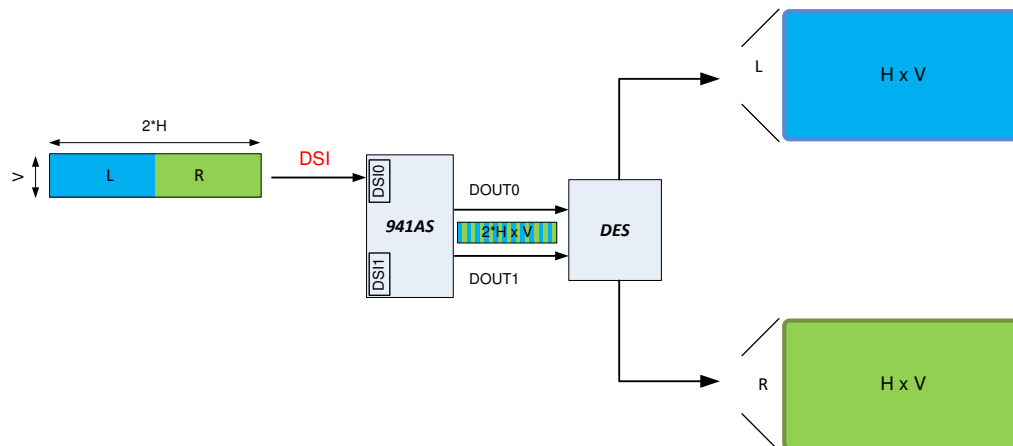 2*H
V
L
R
DSI
DSI0
941AS
DSI1
DOUT0
2*H x V
DOUT1
DES
L
H x V
R
H x V